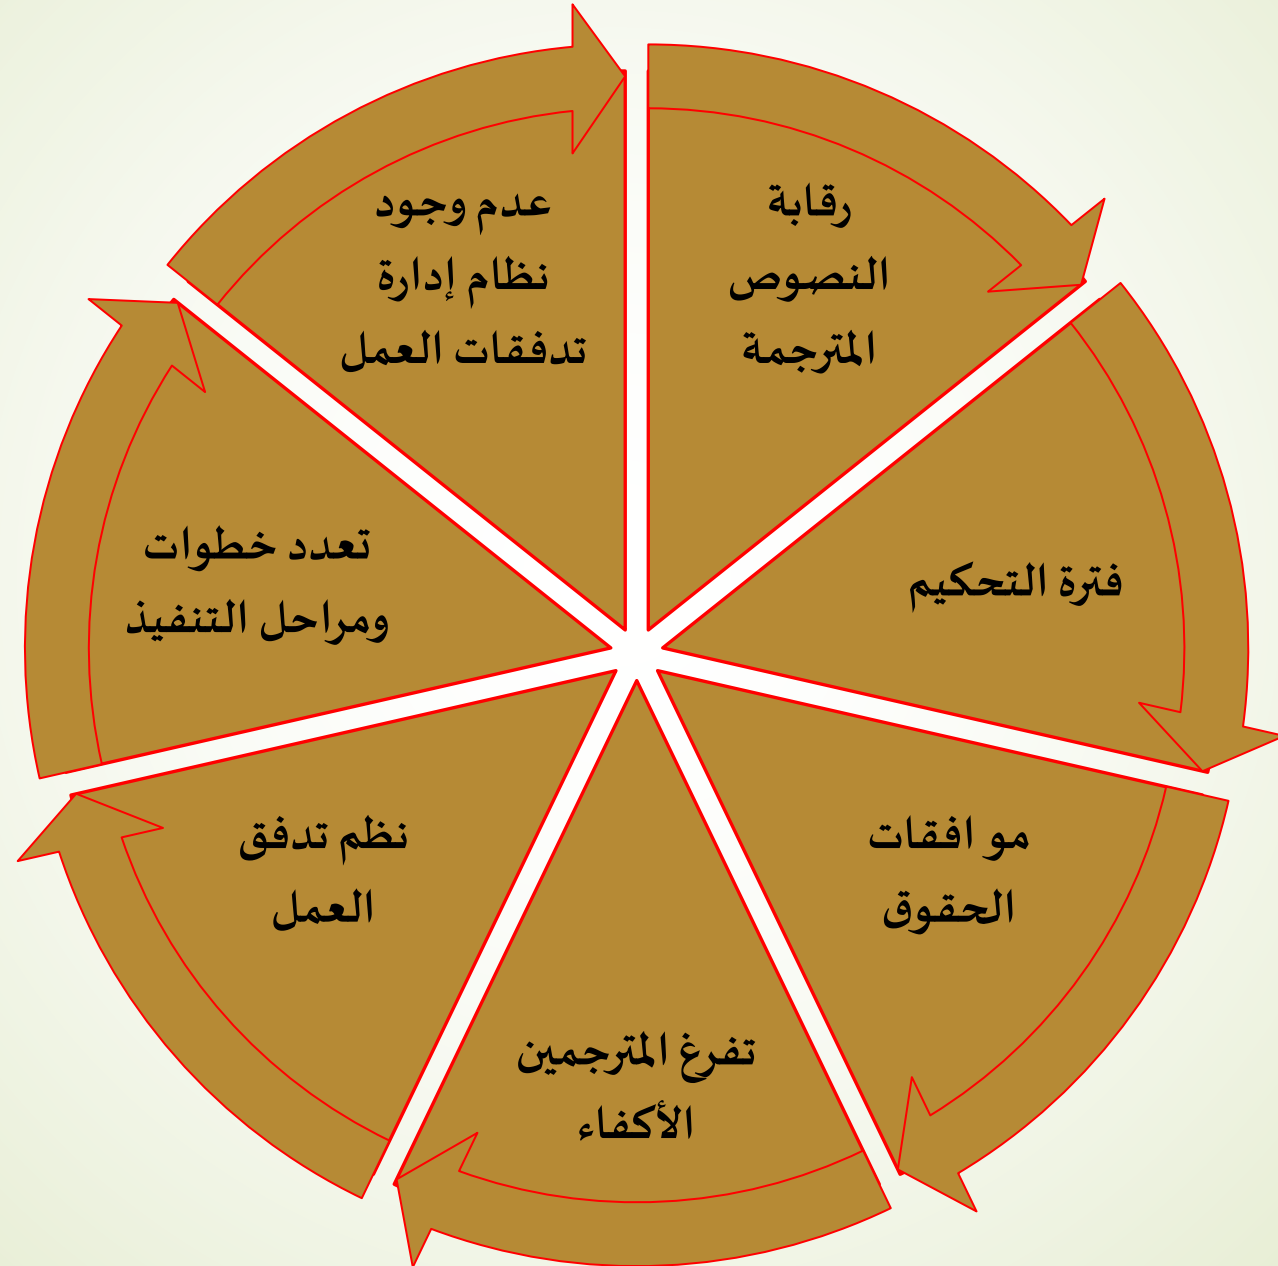 رقابة
النصوص
المترجمة
فترة التحكيم
مو افقات
الحقوق
تفرغ المترجمين
الأكفاء
نظم تدفق
العمل
تعدد خطوات
ومراحل التنفيذ
عدم وجود
نظام إدارة
تدفقات العمل